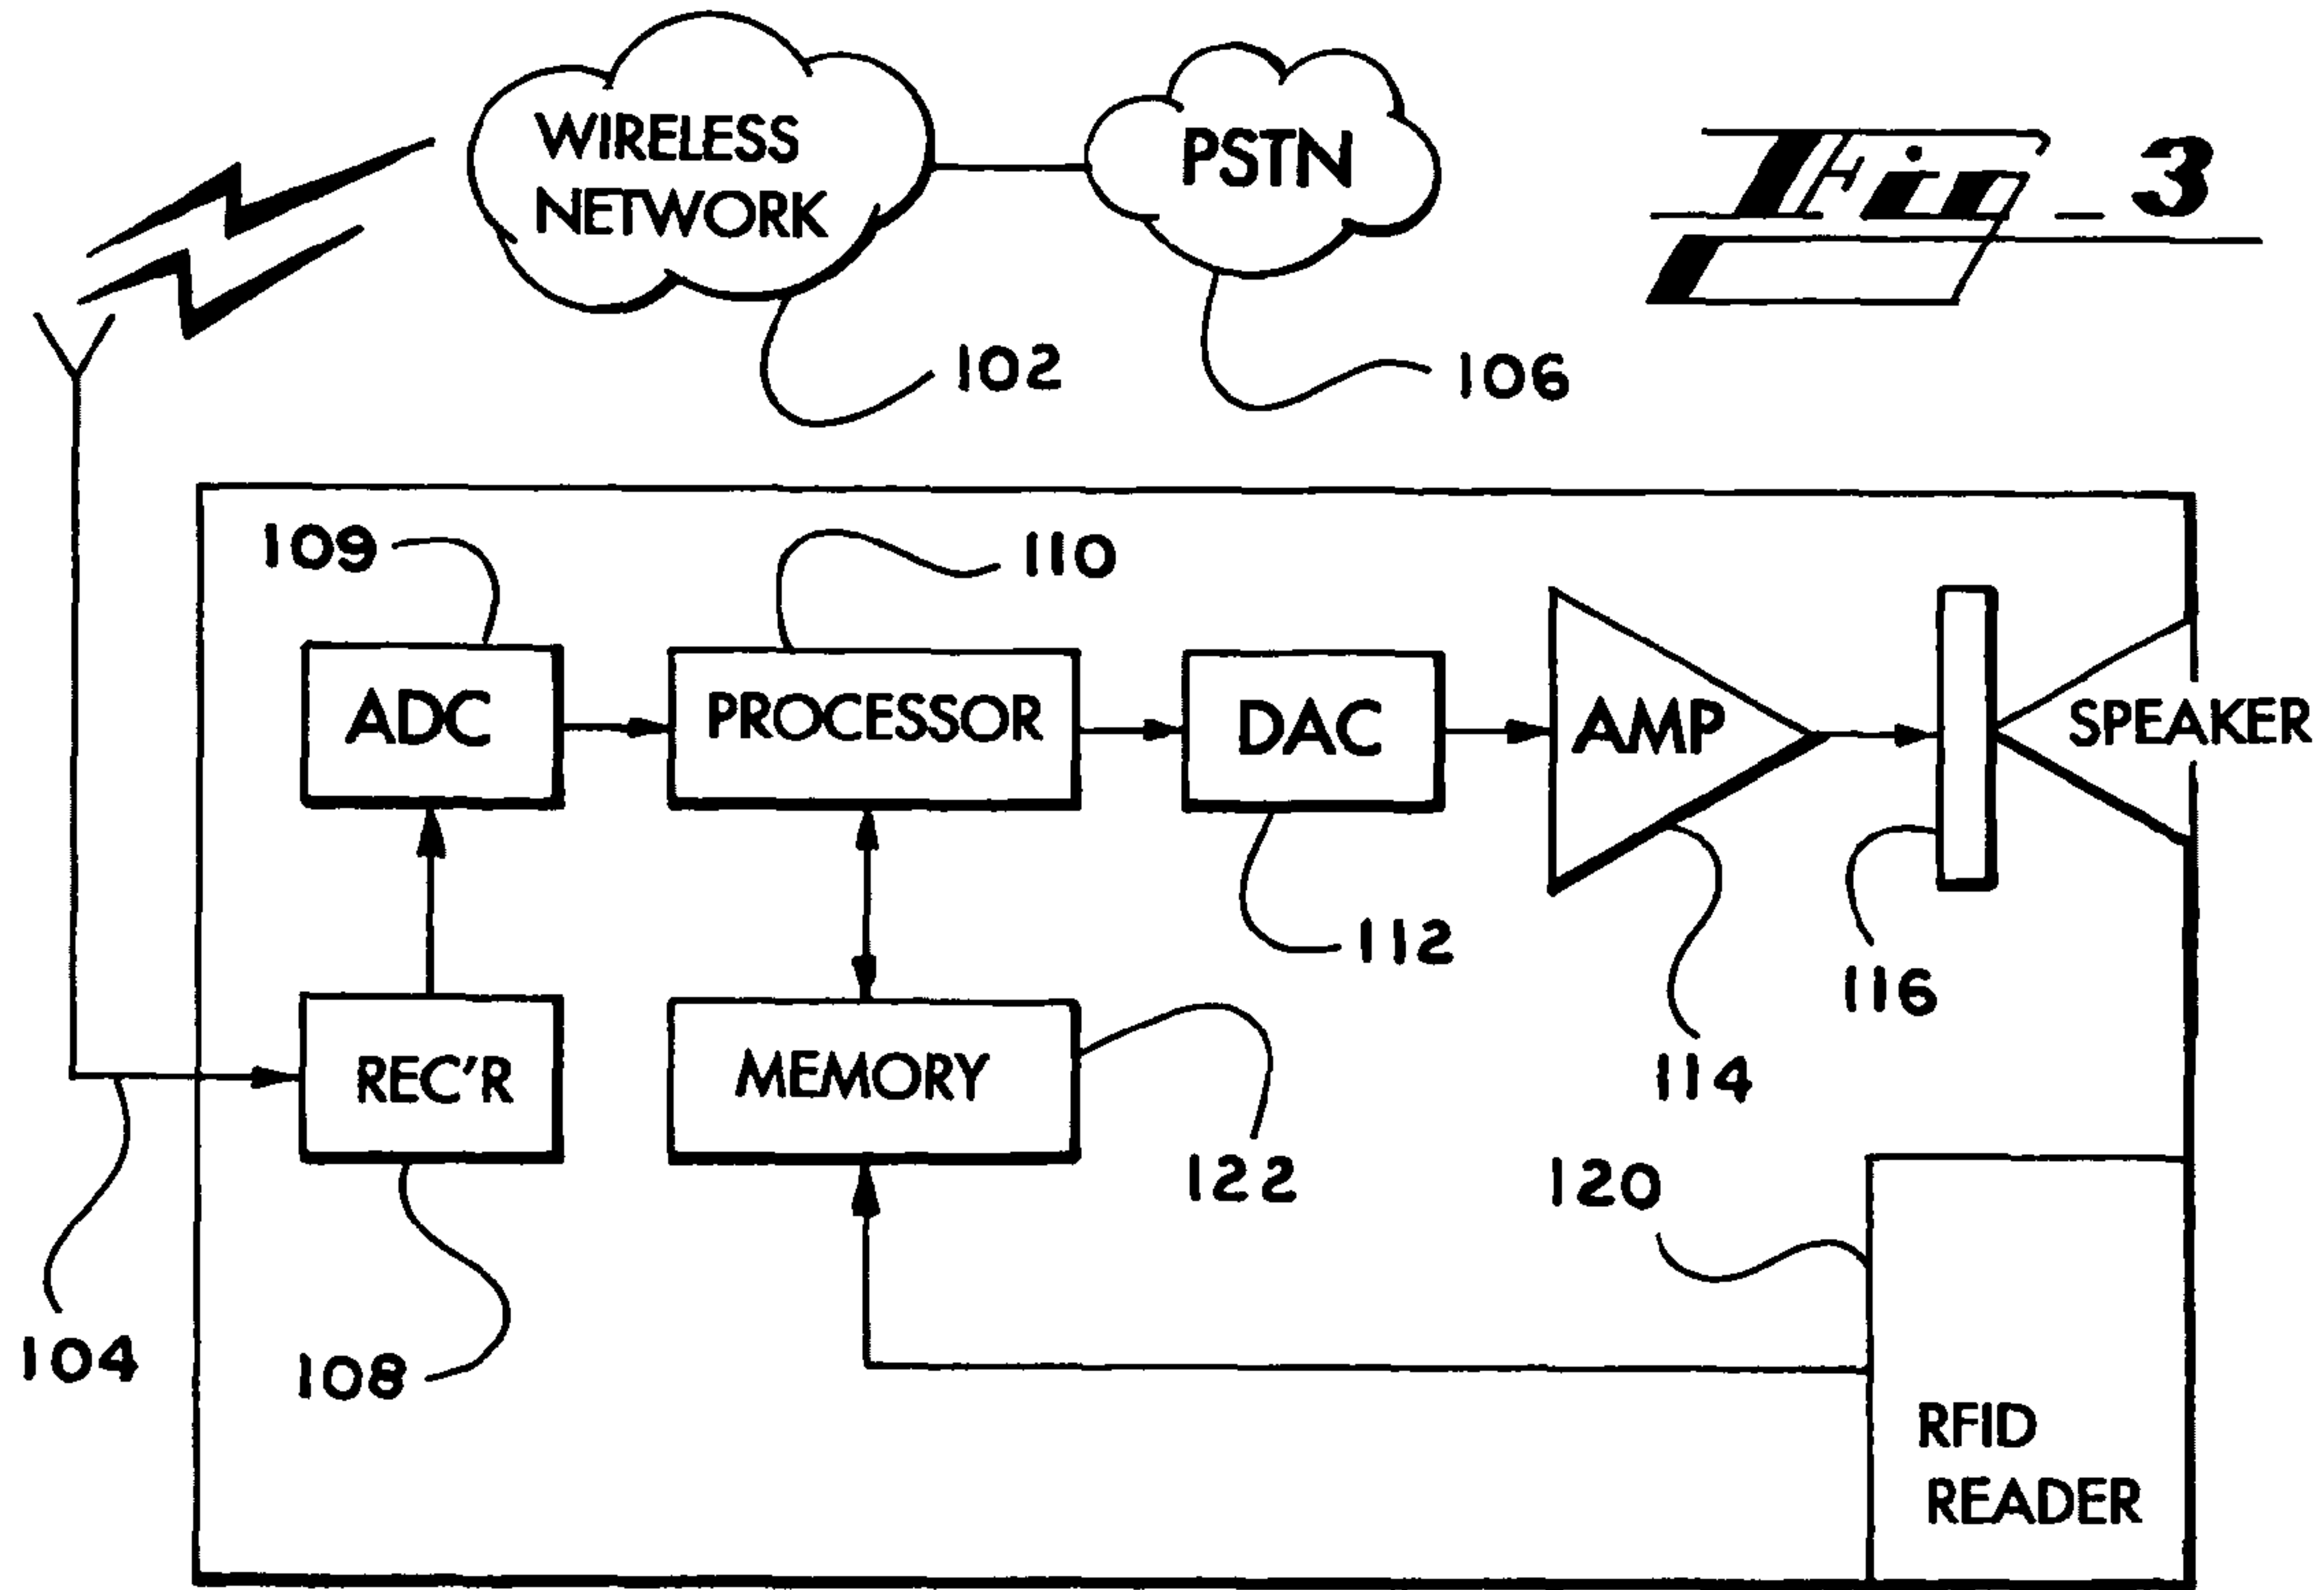 WIRELESS
NETWORK
PSTN
Fig_3
102
106
109
110
ADC
PROCESSOR
DAC
AMP
SPEAKER
112
116
REC'R
MEMORY
114
122
120
104
108
RFID
READER